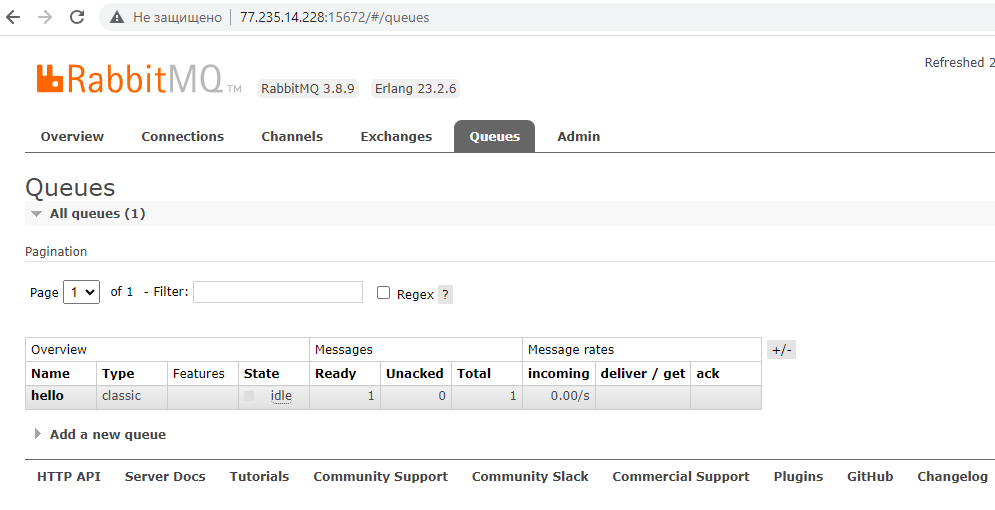 Не защищено 77.235.14.228:15672/#/queues
Refreshed 2
RabbitMQ TM RabbitMQ 3.8.9 Erlang 23.2.6
Overview Connections Channels Exchanges Queues Admin
Queues
All queues (1)
Pagination
Page 1 of 1 - Filter: Regex ?
Overview Messages Message rates +/-
Name Type Features State Ready Unacked Total incoming deliver / get ack
hello classic idle 1 0 1 0.00/s
Add a new queue
HTTP API Server Docs Tutorials Community Support Community Slack Commercial Support Plugins GitHub Changelog